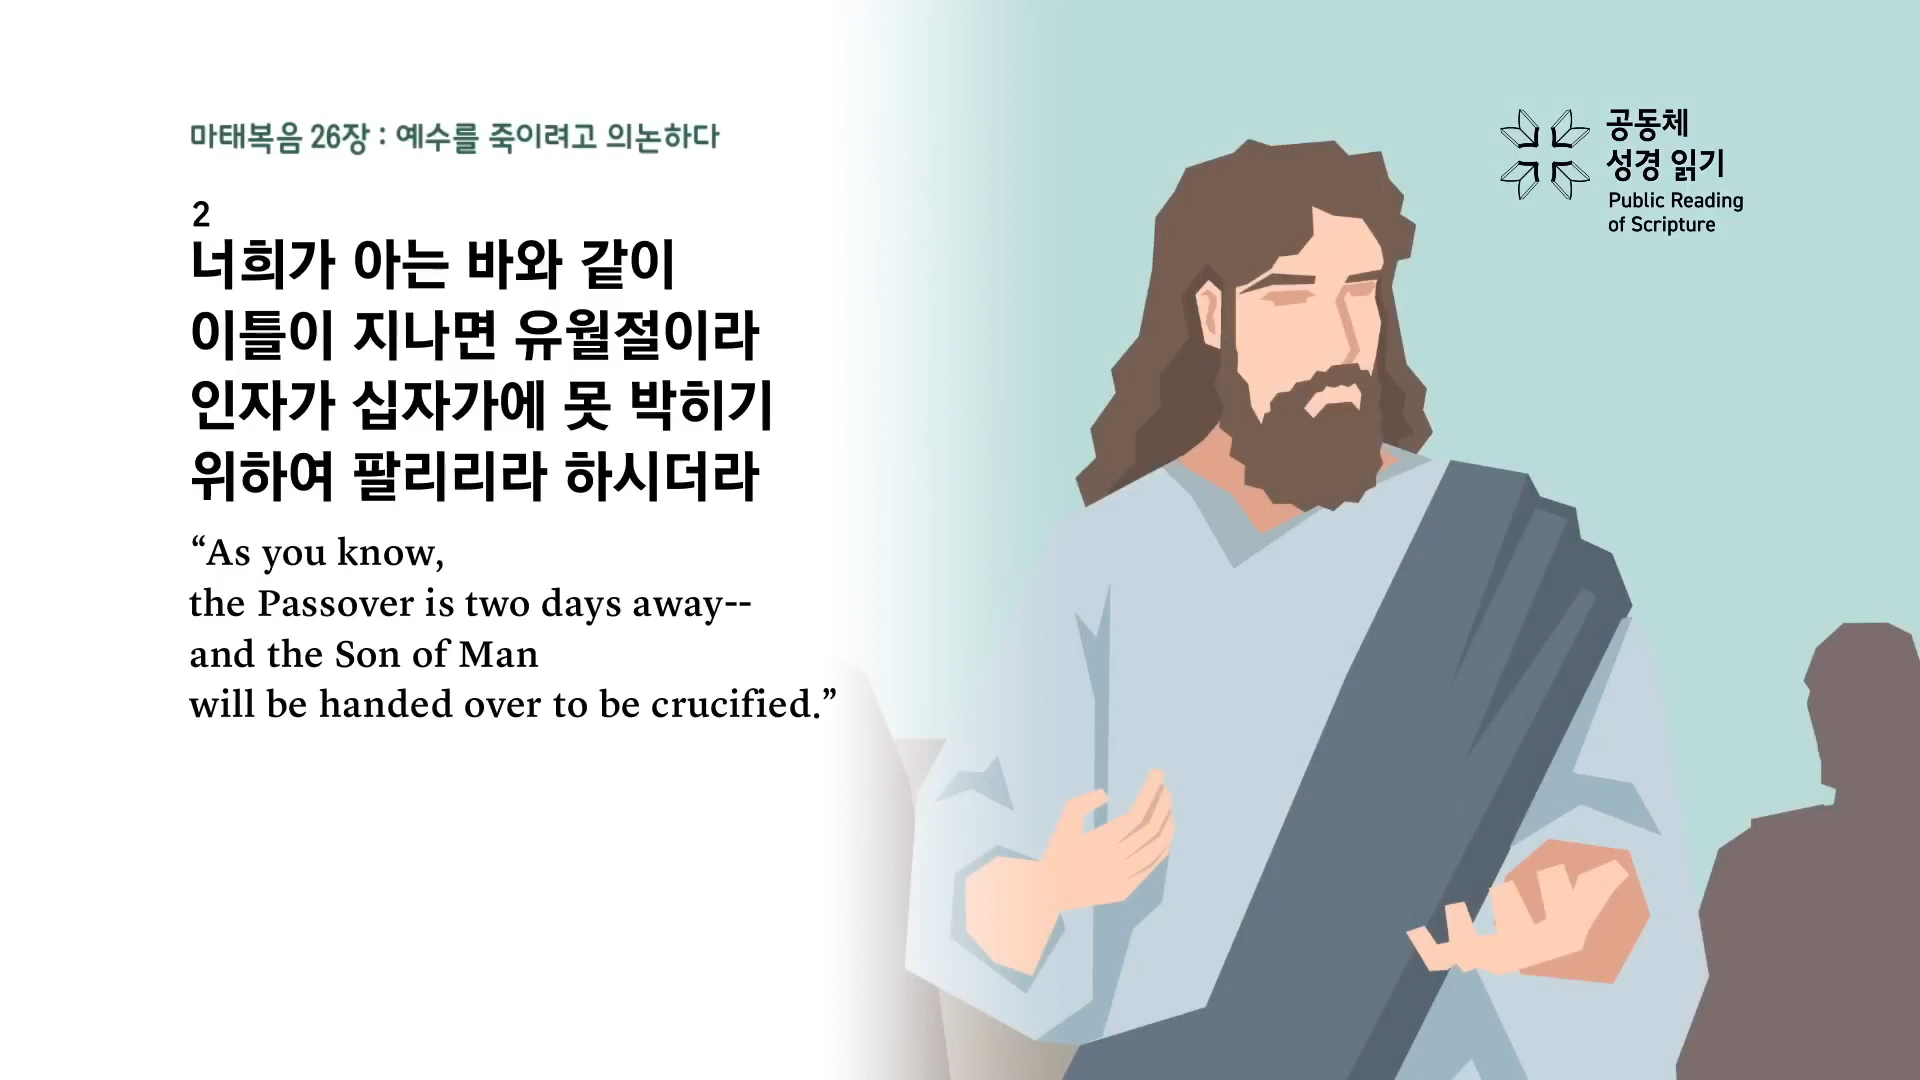 마태복음 26장 : 예수를 죽이려고 의논하다
2
너희가 아는 바와 같이
이틀이 지나면 유월절이라
인자가 십자가에 못 박히기
위하여 팔리리라 하시더라
“As you know,
the Passover is two days away--
and the Son of Man
will be handed over to be crucified.”
공동체
성경 읽기
Public Reading
of Scripture